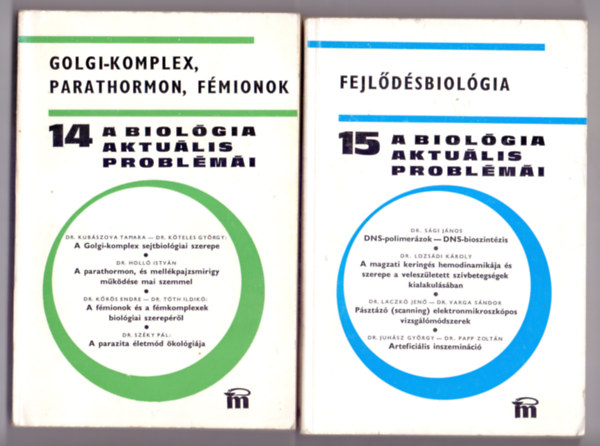 GOLGI-KOMPLEX,
PARATHORMON, FÉMIONOK
14 A BIOLÓGIA
AKTUÁLIS
PROBLÉMÁI
DR. KUBÁSZOVA TAMARA — DR. KÖTELES GYÖRGY:
A Golgi-komplex sejtbiológiai szerepe
DR. HOLLÓ ISTVÁN
A parathormon, és mellékpajzsmirigy
működése mai szemmel
DR. KŐRÖS ENDRE — DR. TÓTH ILDIKÓ:
A fémionok és a fémkomplexek
biológiai szerepéről
DR. SZÉKY PÁL:
A parazita életmód ökológiája
fm
FEJLŐDÉSBIOLÓGIA
15 A BIOLÓGIA
AKTUÁLIS
PROBLÉMÁI
DR. SÁGI JÁNOS
DNS-polimerázok — DNS-bioszintézis
DR. LOZSÁDI KÁROLY
A magzati keringés hemodinamikája és
szerepe a veleszületett szívbetegségek
kialakulásában
DR. LACZKÓ JENŐ — DR. VARGA SÁNDOR
Pásztázó (scanning) elektronmikroszkópos
vizsgálómódszerek
DR. JUHÁSZ GYÖRGY — DR. PAPP ZOLTÁN
Arteficiális inszemináció
fm